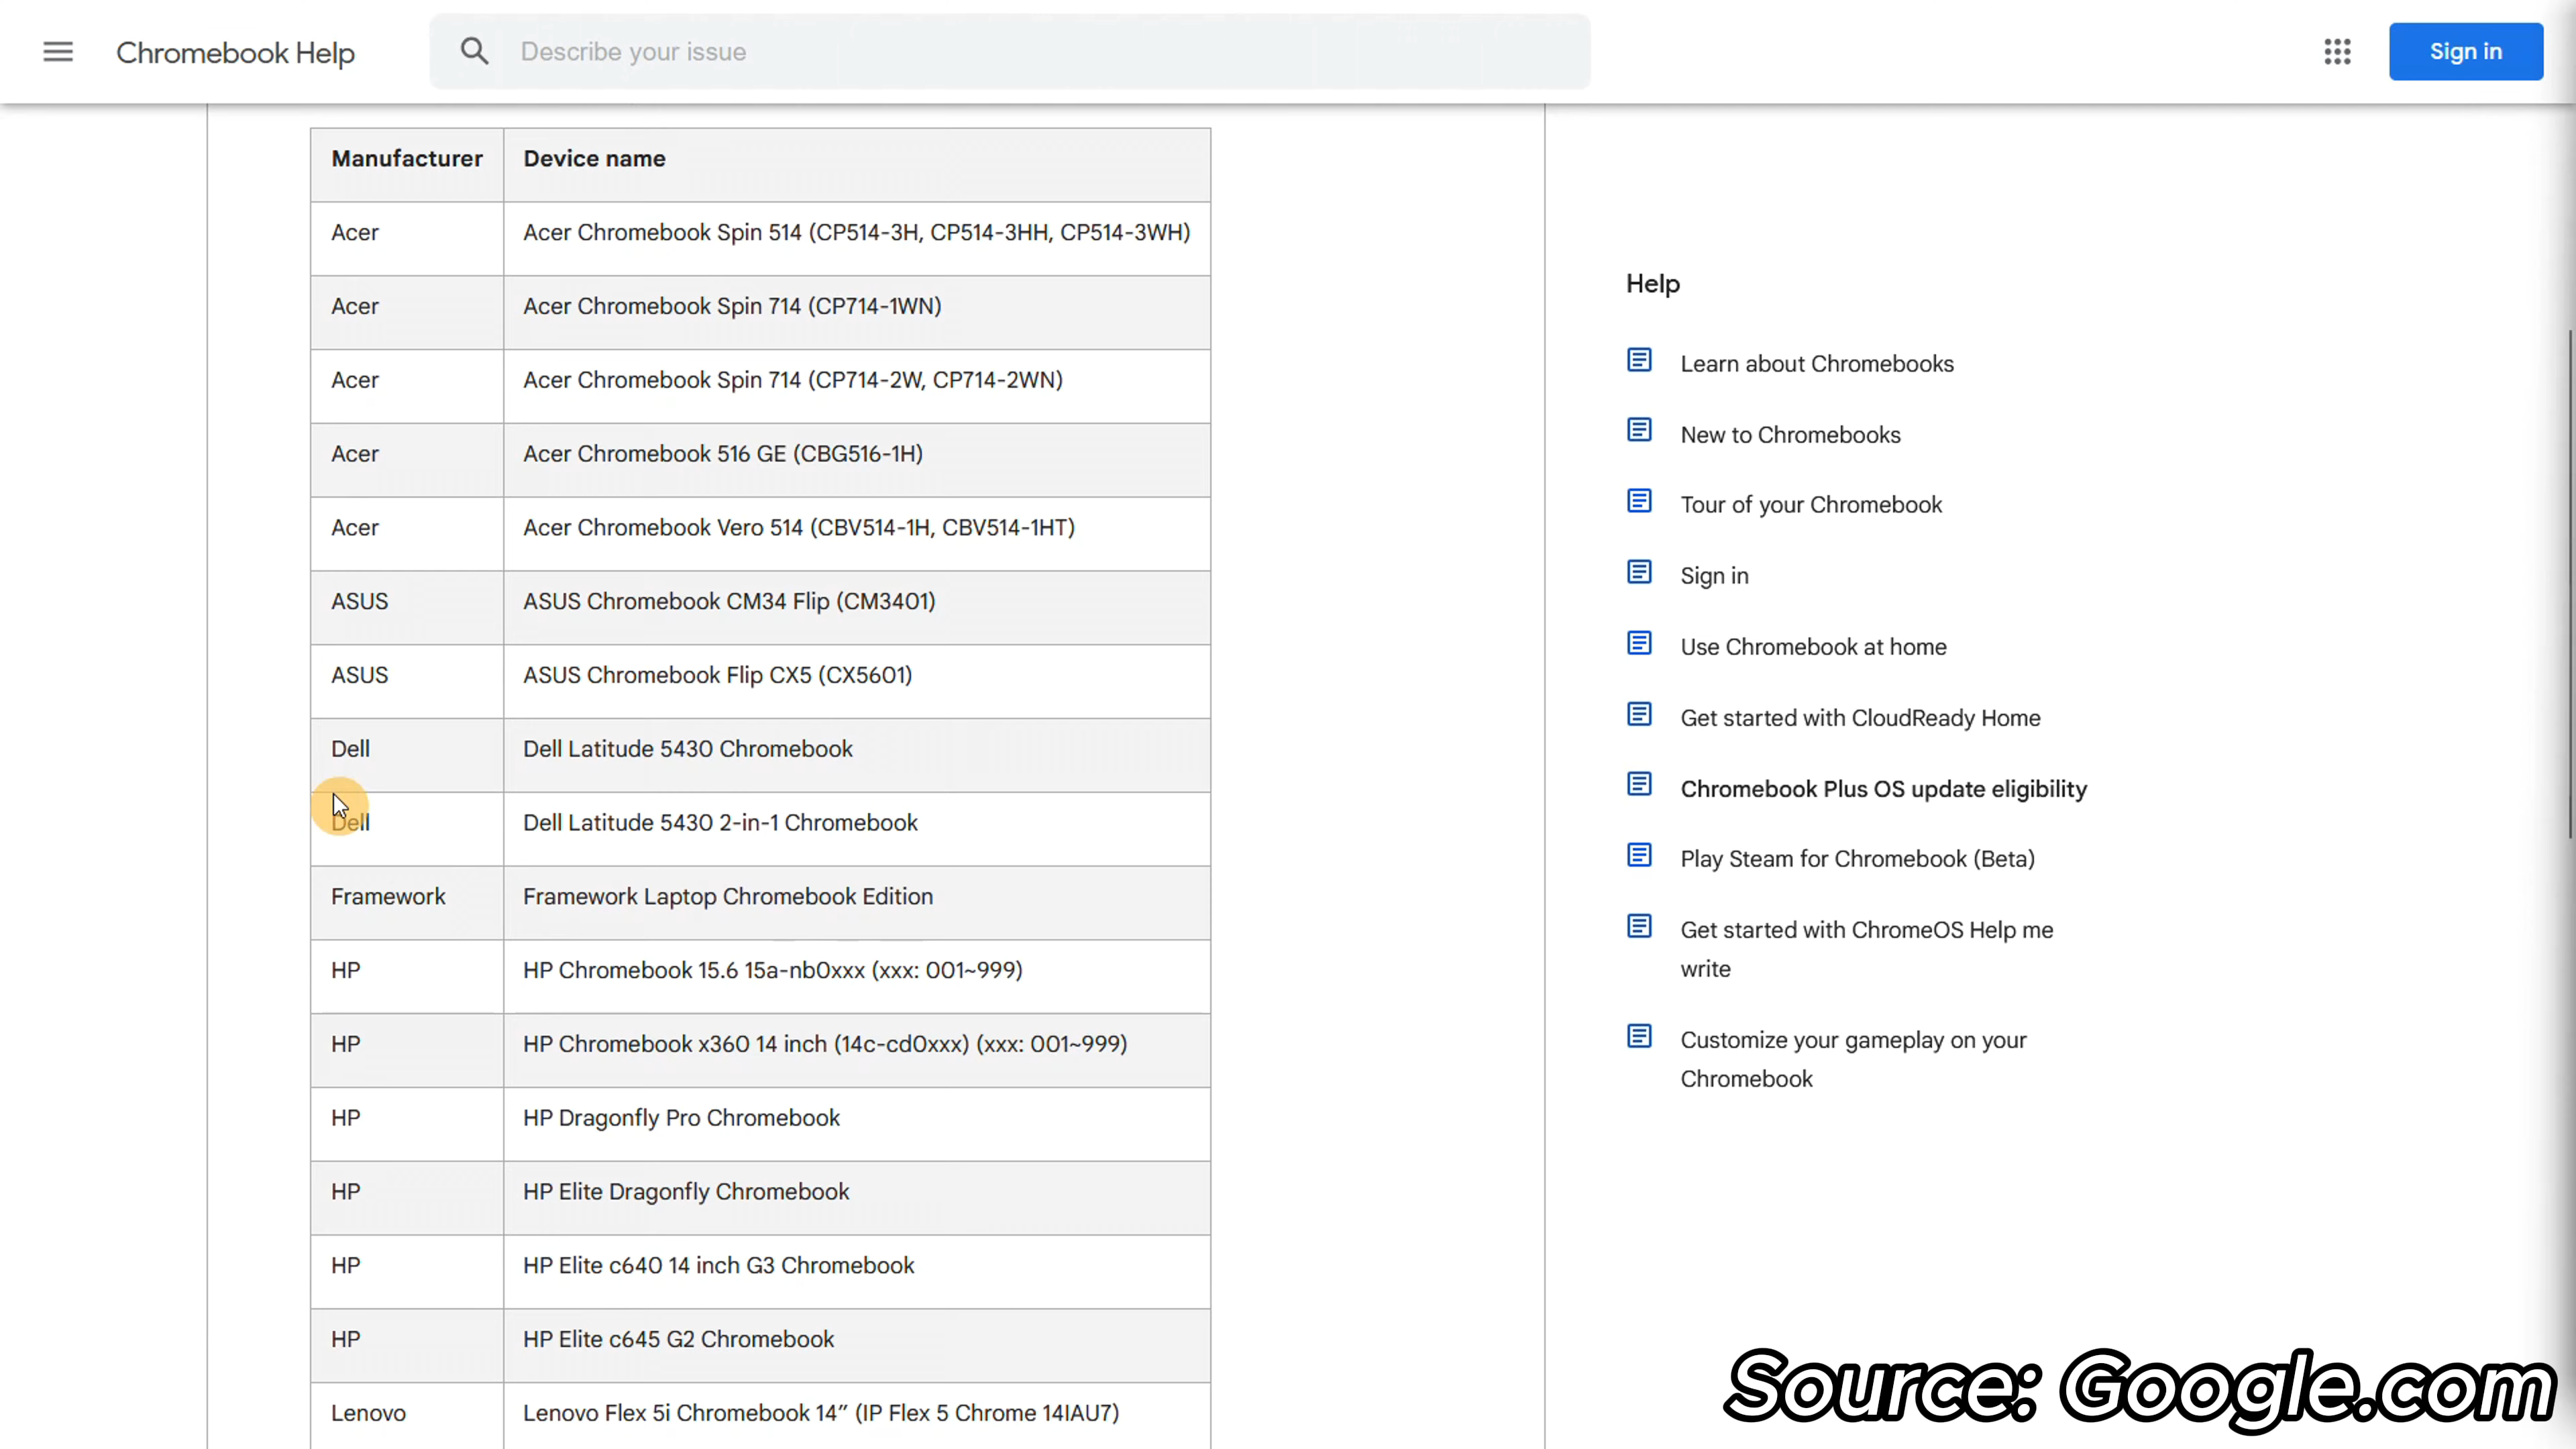 Chromebook Help
Describe your issue
Sign in
Manufacturer Device name
Acer Acer Chromebook Spin 514 (CP514-3H, CP514-3HH, CP514-3WH)
Acer Acer Chromebook Spin 714 (CP714-1WN)
Acer Acer Chromebook Spin 714 (CP714-2W, CP714-2WN)
Acer Acer Chromebook 516 GE (CBG516-1H)
Acer Acer Chromebook Vero 514 (CBV514-1H, CBV514-1HT)
ASUS ASUS Chromebook CM34 Flip (CM3401)
ASUS ASUS Chromebook Flip CX5 (CX5601)
Dell Dell Latitude 5430 Chromebook
Dell Dell Latitude 5430 2-in-1 Chromebook
Framework Framework Laptop Chromebook Edition
HP HP Chromebook 15.6 15a-nb0xxx (xxx: 001~999)
HP HP Chromebook x360 14 inch (14c-cd0xxx) (xxx: 001~999)
HP HP Dragonfly Pro Chromebook
HP HP Elite Dragonfly Chromebook
HP HP Elite c640 14 inch G3 Chromebook
HP HP Elite c645 G2 Chromebook
Lenovo Lenovo Flex 5i Chromebook 14″ (IP Flex 5 Chrome 14IAU7)
Help
Learn about Chromebooks
New to Chromebooks
Tour of your Chromebook
Sign in
Use Chromebook at home
Get started with CloudReady Home
Chromebook Plus OS update eligibility
Play Steam for Chromebook (Beta)
Get started with ChromeOS Help me
write
Customize your gameplay on your
Chromebook
Source: Google.com